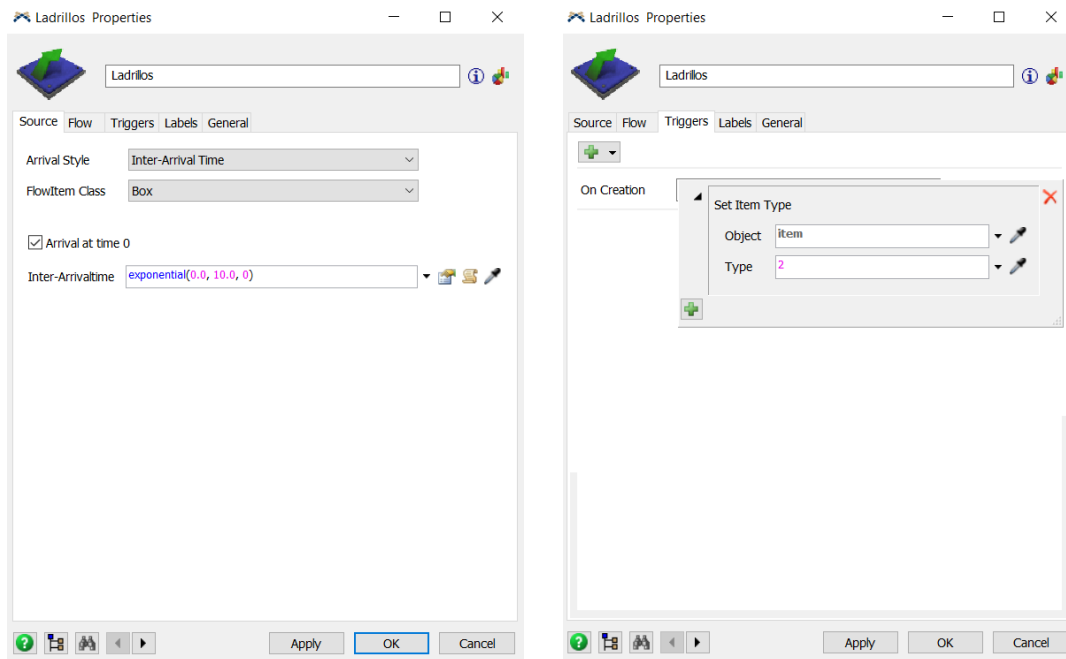 Ladrillos Properties
Ladrillos
Source Flow Triggers Labels General
Arrival Style Inter-Arrival Time
FlowItem Class Box
Arrival at time 0
Inter-Arrivaltime exponential(0.0, 10.0, 0)
Apply OK Cancel
Ladrillos Properties
Ladrillos
Source Flow Triggers Labels General
On Creation
Set Item Type
Object item
Type 2
Apply OK Cancel